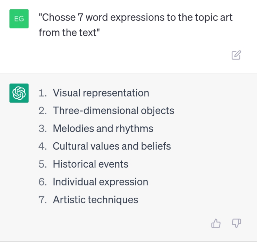 EG
"Chosse 7 word expressions to the topic art
from the text"
1. Visual representation
2. Three-dimensional objects
3. Melodies and rhythms
4. Cultural values and beliefs
5. Historical events
6. Individual expression
7. Artistic techniques